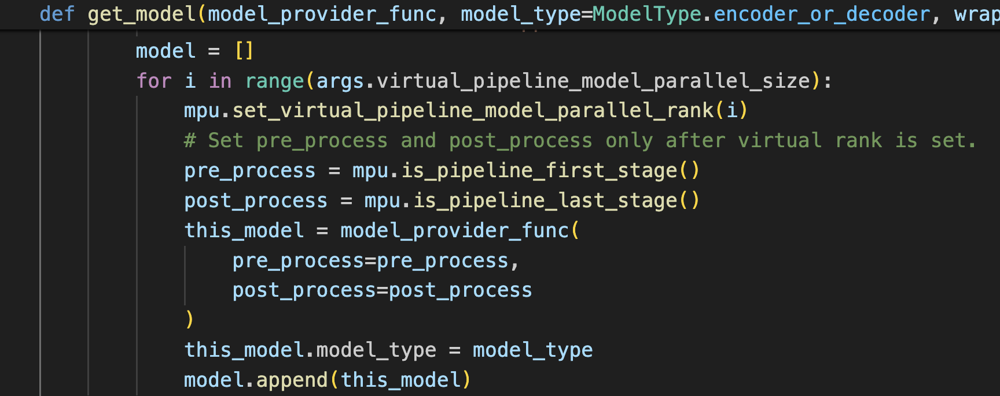 def get_model(model_provider_func, model_type=ModelType.encoder_or_decoder, wrap
model = []
for i in range(args.virtual_pipeline_model_parallel_size):
mpu.set_virtual_pipeline_model_parallel_rank(i)
# Set pre_process and post_process only after virtual rank is set.
pre_process = mpu.is_pipeline_first_stage()
post_process = mpu.is_pipeline_last_stage()
this_model = model_provider_func(
pre_process=pre_process,
post_process=post_process
)
this_model.model_type = model_type
model.append(this_model)